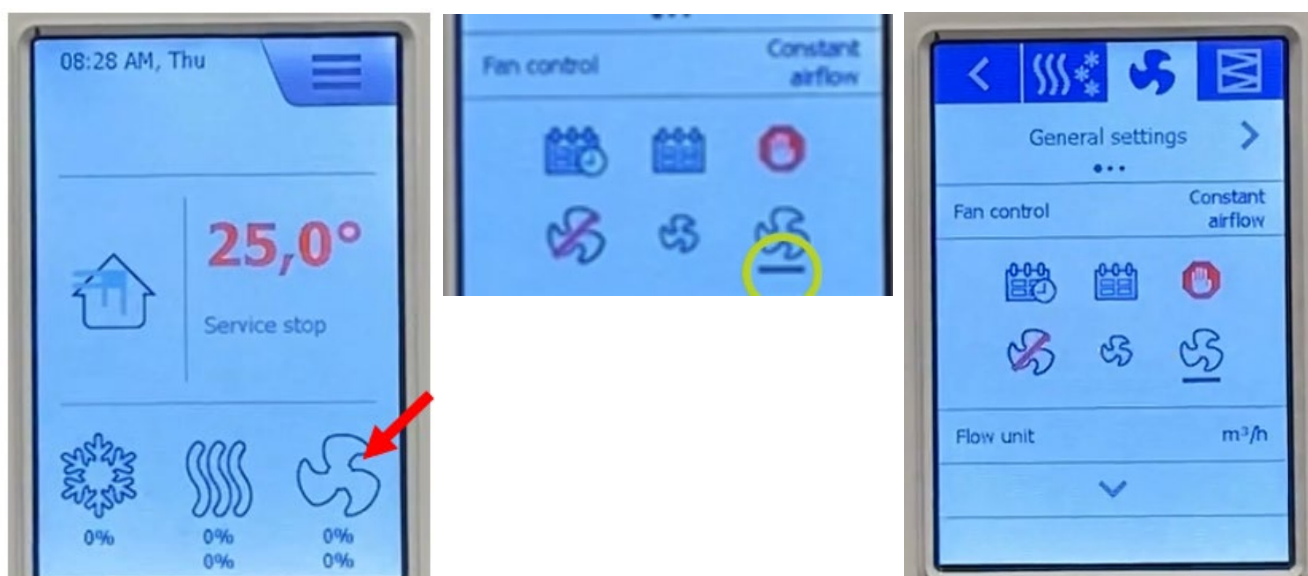 08:28 AM, Thu
25,0°
Service stop
0%
0%
0%
0%
0%
Fan control
Constant
airflow
General settings
Fan control
Constant
airflow
Flow unit
m³/h